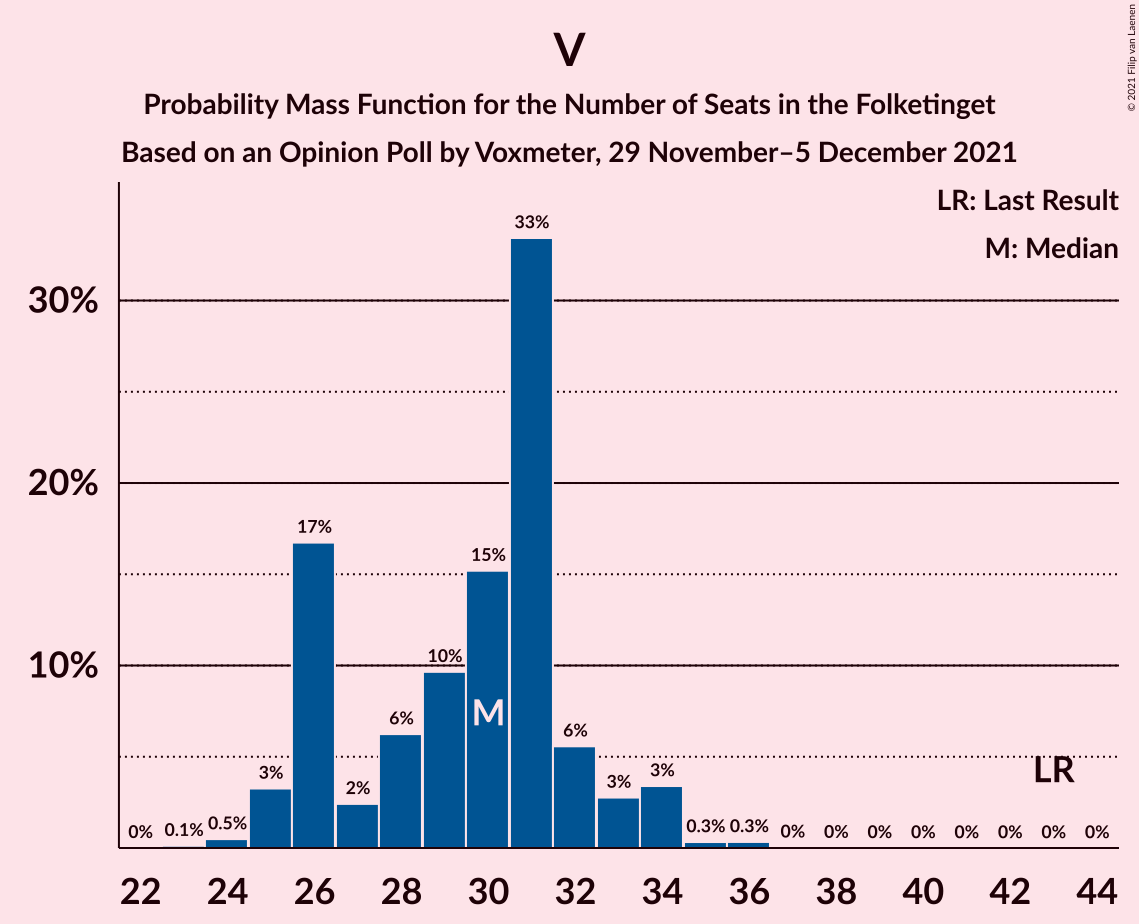 V
Probability Mass Function for the Number of Seats in the Folketinget
Based on an Opinion Poll by Voxmeter, 29 November–5 December 2021
© 2021 Filip van Laenen
LR: Last Result
M: Median
30%
20%
10%
0%
0.1%
0.5%
3%
17%
2%
6%
10%
15%
33%
6%
3%
3%
0.3%
0.3%
0%
0%
0%
0%
0%
0%
0%
0%
M
LR
22 24 26 28 30 32 34 36 38 40 42 44